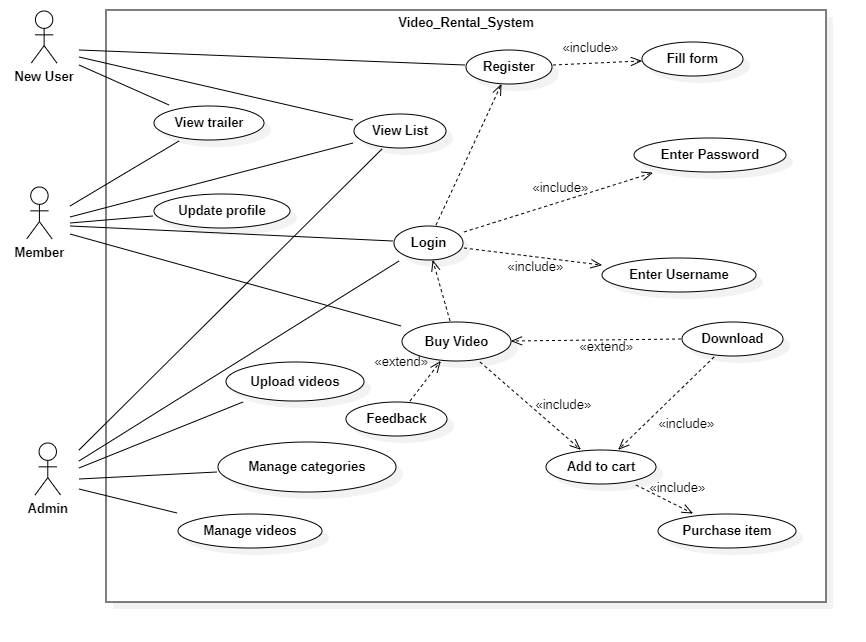 Video_Rental_System
New User
Register
«include»
Fill form
View trailer
View List
Enter Password
«include»
Member
Update profile
Login
«include»
Enter Username
Buy Video
«extend»
Download
«extend»
Upload videos
Feedback
«include»
«include»
Admin
Manage categories
Add to cart
«include»
Manage videos
Purchase item